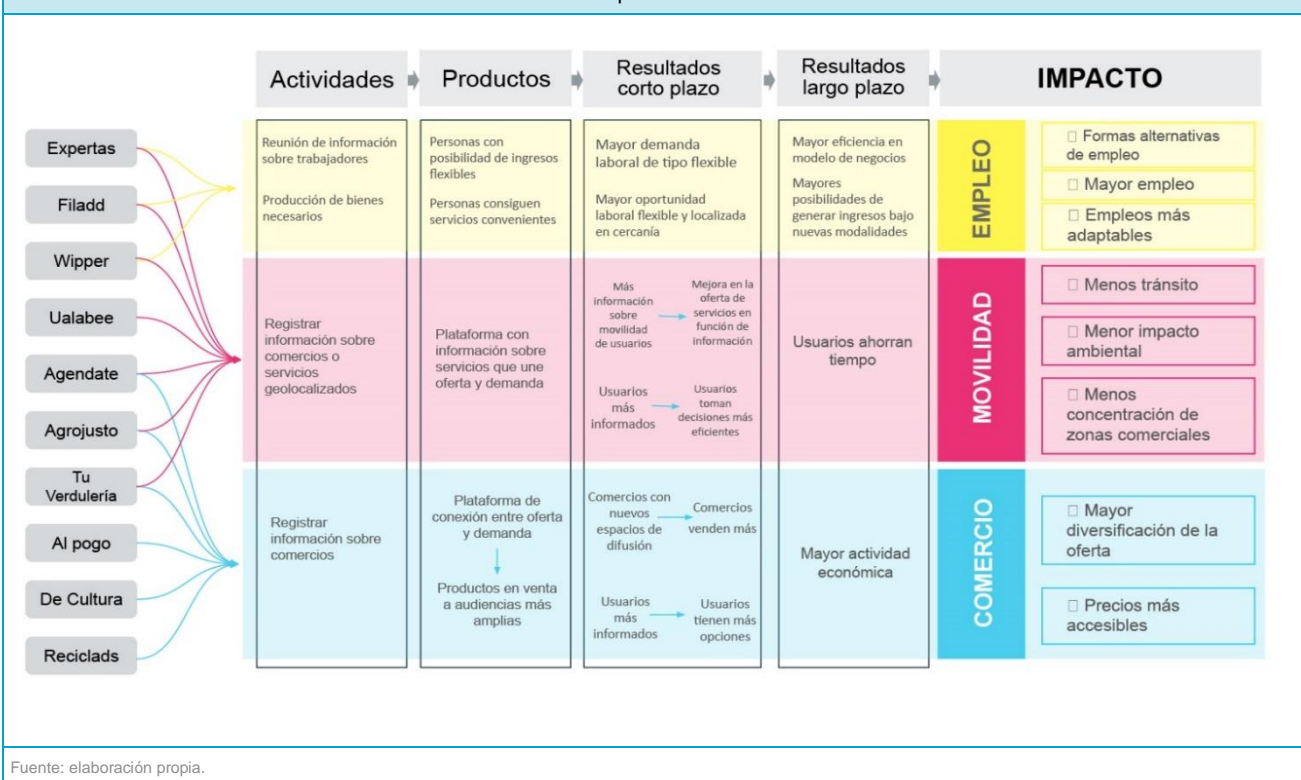 Actividades
Productos
Resultados
corto plazo
Resultados
largo plazo
IMPACTO
Expertas
Filadd
Wipper
Ualabee
Agendate
Agrojusto
Tu
Verdulería
Al pogo
De Cultura
Reciclads
Reunión de información
sobre trabajadores
Producción de bienes
necesarios
Personas con
posibilidad de ingresos
flexibles
Personas consiguen
servicios convenientes
Mayor demanda
laboral de tipo flexible
Mayor oportunidad
laboral flexible y localizada
en cercanía
Mayor eficiencia en
modelo de negocios
Mayores
posibilidades de
generar ingresos bajo
nuevas modalidades
EMPLEO
Formas alternativas
de empleo
Mayor empleo
Empleos más
adaptables
Registrar
información sobre
comercios o
servicios
geolocalizados
Plataforma con
información sobre
servicios que une
oferta y demanda
Más
información
sobre
movilidad
de usuarios
Mejora en la
oferta de
servicios en
función de
información
Usuarios
más
informados
Usuarios
toman
decisiones más
eficientes
Usuarios ahorran
tiempo
MOVILIDAD
Menos tránsito
Menor impacto
ambiental
Menos
concentración de
zonas comerciales
Registrar
información sobre
comercios
Plataforma de
conexión entre oferta
y demanda
Productos en venta
a audiencias más
amplias
Comercios con
nuevos
espacios de
difusión
Comercios
venden más
Usuarios
más
informados
Usuarios
tienen más
opciones
Mayor actividad
económica
COMERCIO
Mayor
diversificación de la
oferta
Precios más
accesibles
Fuente: elaboración propia.